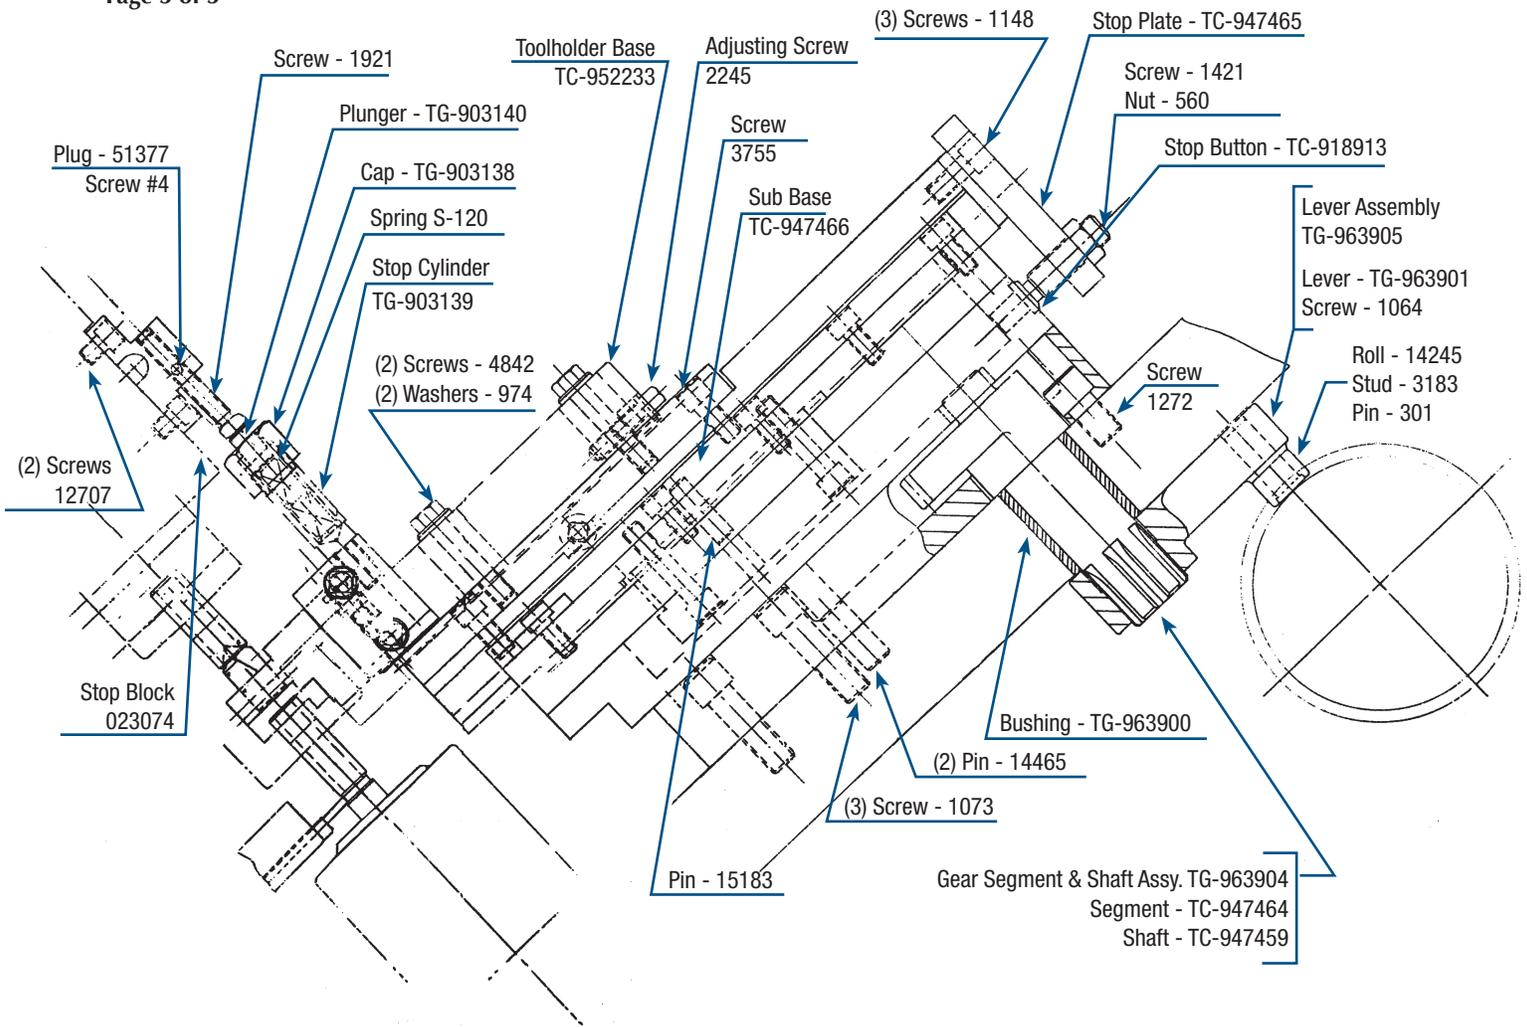 Page 3 of 3
(3) Screws - 1148
Stop Plate - TC-947465
Screw - 1921
Toolholder Base
TC-952233
Adjusting Screw
2245
Screw - 1421
Nut - 560
Plunger - TG-903140
Screw
3755
Stop Button - TC-918913
Plug - 51377
Screw #4
Cap - TG-903138
Sub Base
TC-947466
Lever Assembly
TG-963905
Lever - TG-963901
Screw - 1064
Spring S-120
Stop Cylinder
TG-903139
(2) Screws - 4842
(2) Washers - 974
Roll - 14245
Stud - 3183
Pin - 301
Screw
1272
(2) Screws
12707
Stop Block
023074
Bushing - TG-963900
(2) Pin - 14465
(3) Screw - 1073
Pin - 15183
Gear Segment & Shaft Assy. TG-963904
Segment - TC-947464
Shaft - TC-947459